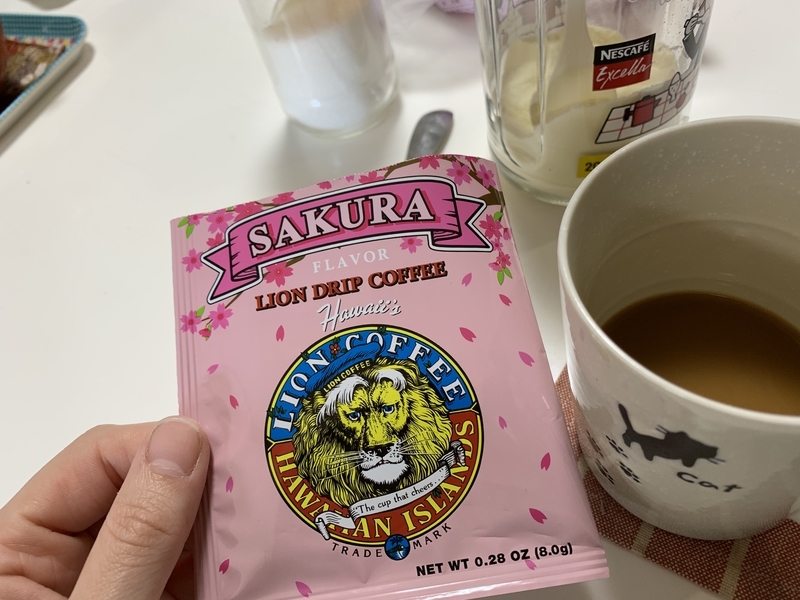 NESCAFÉ
Excella
20
SAKURA
FLAVOR
LION DRIP COFFEE
Hawaii's
LION COFFEE
LION COFFEE
"The cup that cheers...
HAWAIIAN ISLANDS
TRADE MARK
NET WT 0.28 OZ (8.0g)
Cat